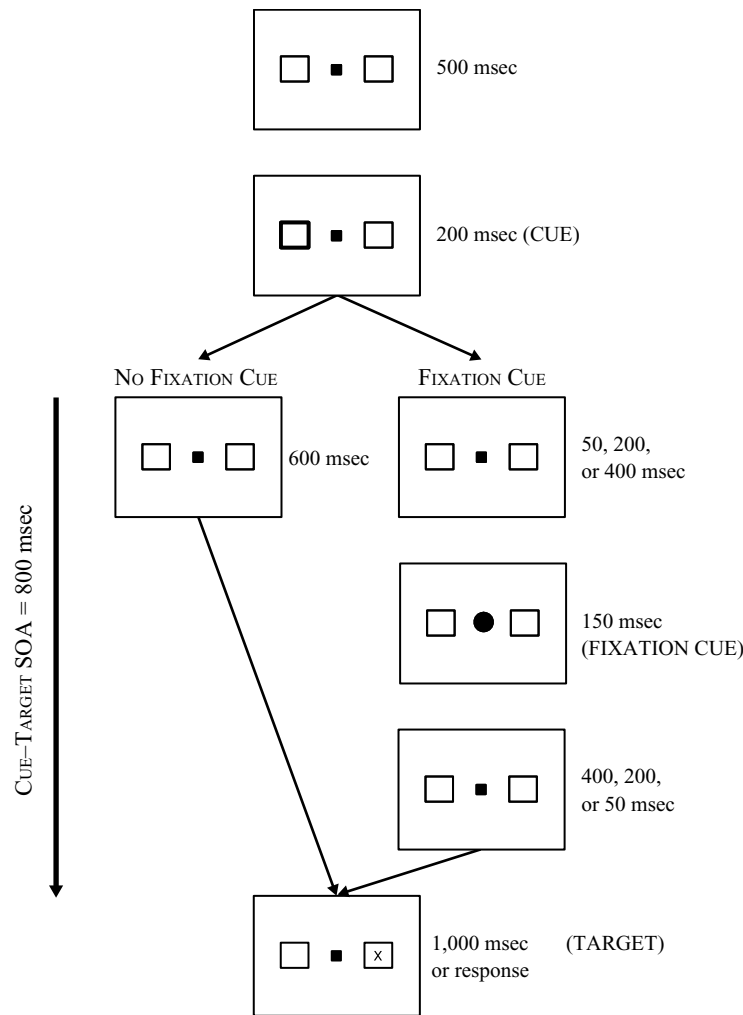 500 msec
200 msec (CUE)
NO FIXATION CUE
FIXATION CUE
600 msec
50, 200,
or 400 msec
CUE–TARGET SOA = 800 msec
150 msec
(FIXATION CUE)
400, 200,
or 50 msec
x
1,000 msec (TARGET)
or response